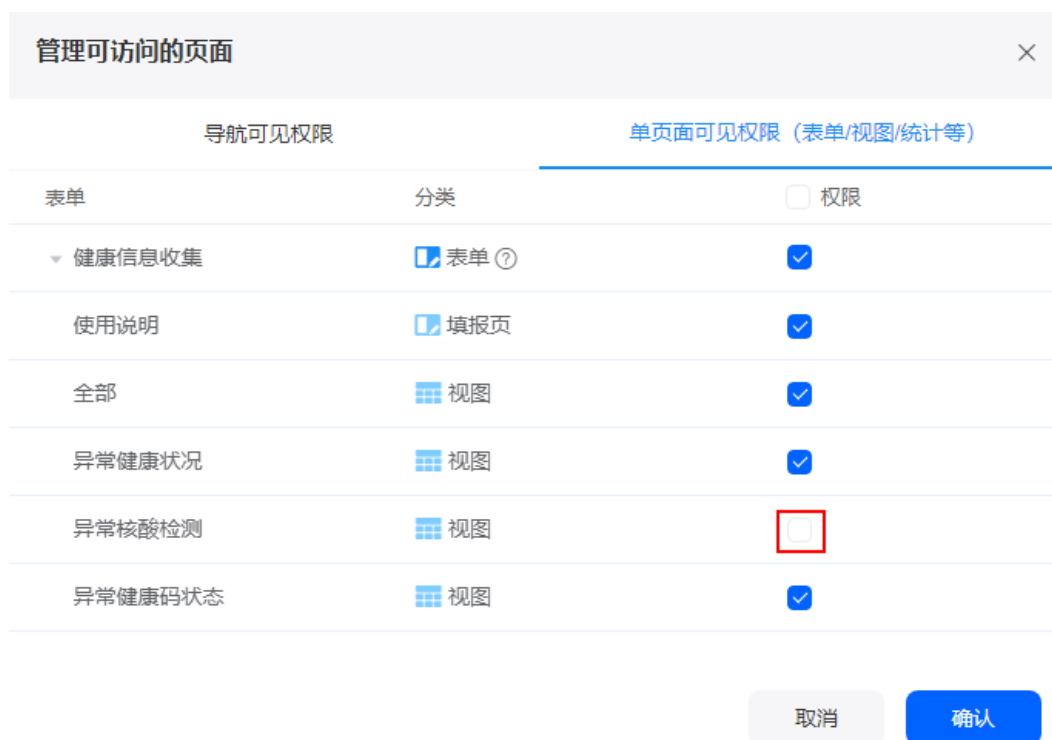 管理可访问的页面
导航可见权限 单页面可见权限（表单/视图/统计等）
表单 分类 权限
健康信息收集 表单 ?
使用说明 填报页
全部 视图
异常健康状况 视图
异常核酸检测 视图
异常健康码状态 视图
取消 确认